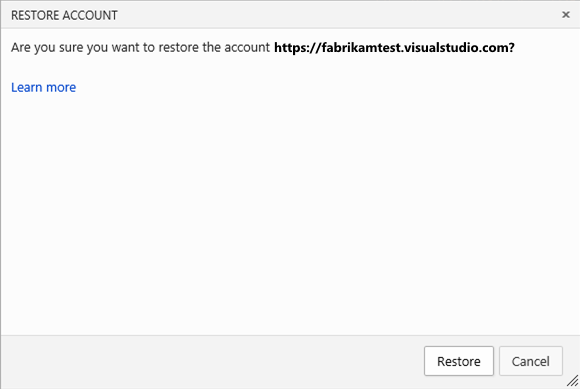 RESTORE ACCOUNT ×
Are you sure you want to restore the account https://fabrikamtest.visualstudio.com?
Learn more
Restore Cancel